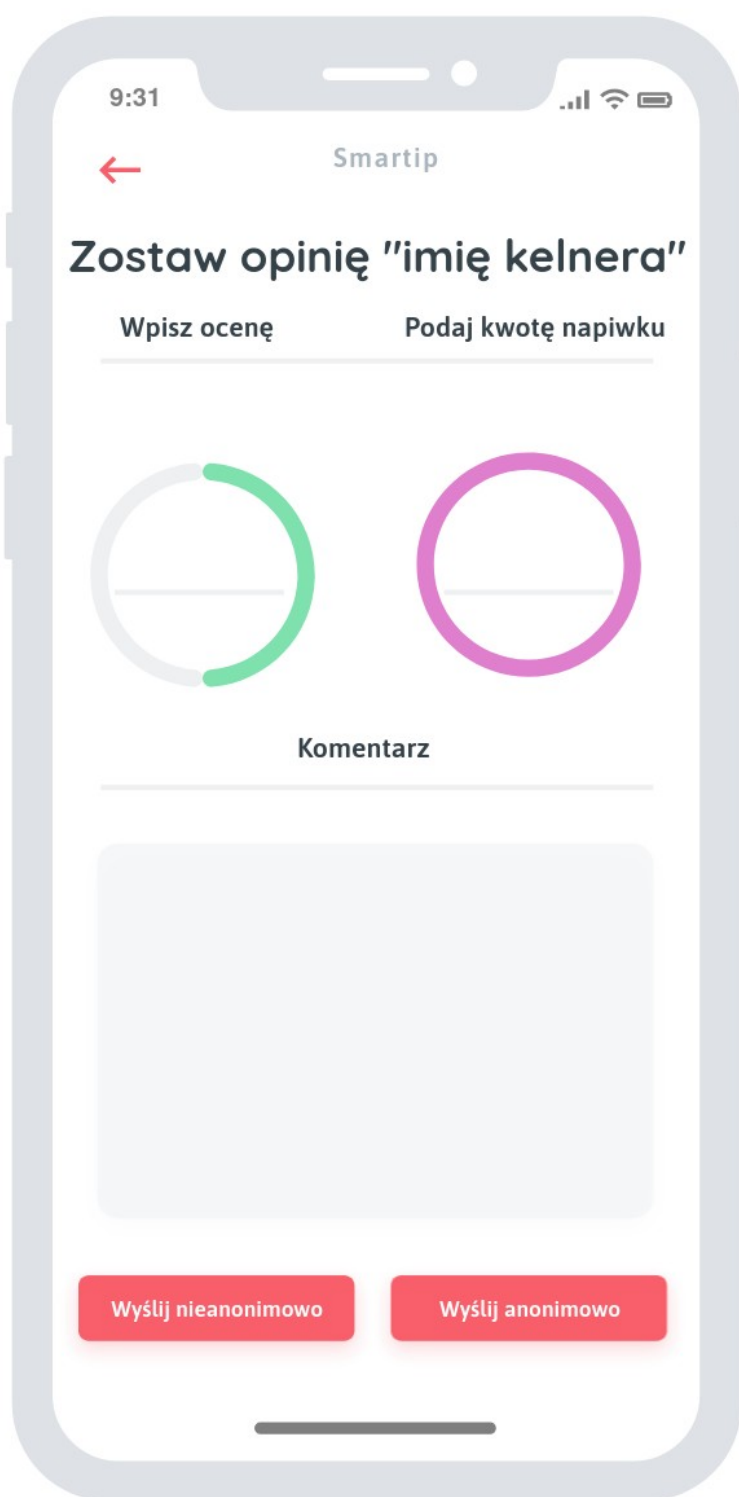 9:31
Smartip
Zostaw opinię "imię kelnera"
Wpisz ocenę
Podaj kwotę napiwku
Komentarz
Wyślij nieanonimowo
Wyślij anonimowo